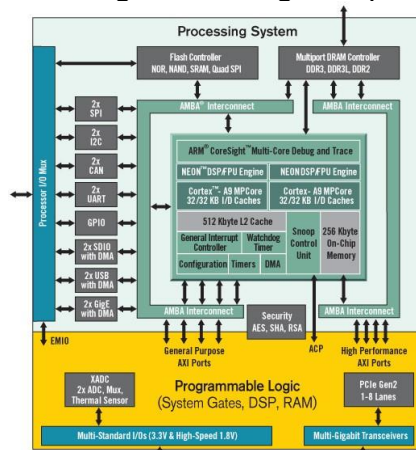 Processing System
Flash Controller
NOR, NAND, SRAM, Quad SPI
Multiport DRAM Controller
DDR3, DDR3L, DDR2
Processor I/O Mux
2x
SPI
2x
I2C
2x
CAN
2x
UART
GPIO
2x SDIO
with DMA
2x USB
with DMA
2x GigE
with DMA
AMBA® Interconnect
AMBA Interconnect
ARM® CoreSight™ Multi-Core Debug and Trace
NEON™ DSP/FPU Engine
NEON DSP/FPU Engine
Cortex™- A9 MPCore
32/32 KB I/D Caches
Cortex- A9 MPCore
32/32 KB I/D Caches
512 Kbyte L2 Cache
General Interrupt
Controller
Watchdog
Timer
Configuration
Timers
DMA
Snoop
Control
Unit
256 Kbyte
On-Chip
Memory
AMBA Interconnect
Security
AES, SHA, RSA
AMBA Interconnect
EMIO
General Purpose
AXI Ports
ACP
High Performance
AXI Ports
XADC
2x ADC, Mux,
Thermal Sensor
Programmable Logic
(System Gates, DSP, RAM)
PCIe Gen2
1-8 Lanes
Multi-Standard I/Os (3.3V & High-Speed 1.8V)
Multi-Gigabit Transceivers